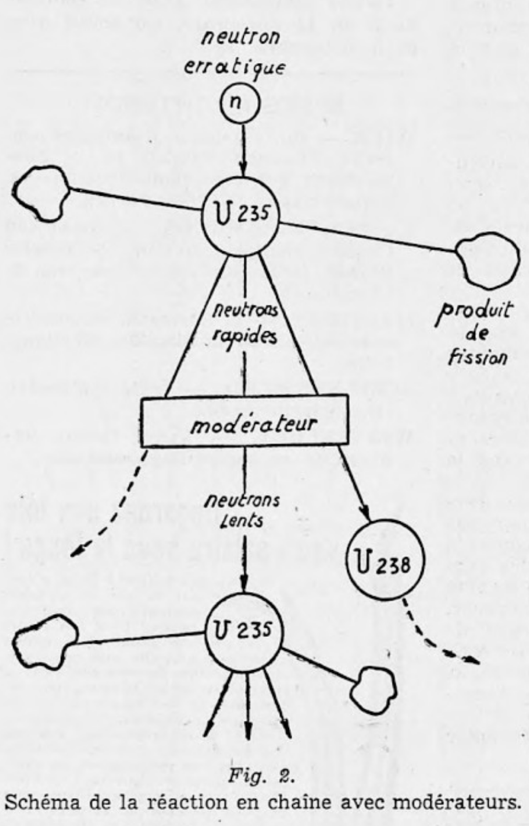 neutron
erratique
n
U 235
neutrons
rapides
produit
de
fission
modérateur
neutrons
lents
U 238
U 235
Fig. 2.
Schéma de la réaction en chaîne avec modérateurs.